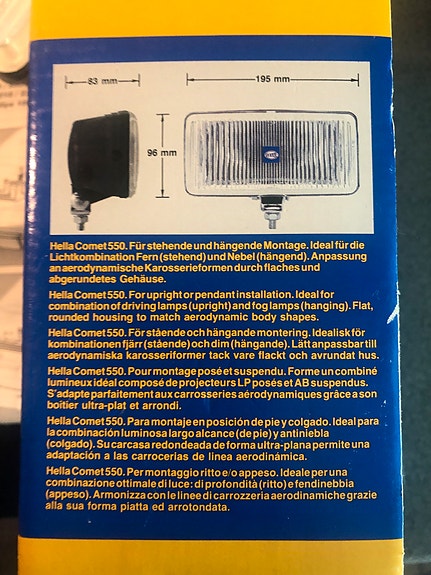 83 mm
195 mm
96 mm
HELLA
Hella Comet 550. Für stehende und hängende Montage. Ideal für die
Lichtkombination Fern (stehend) und Nebel (hängend). Anpassung
an aerodynamische Karosserieformen durch flaches und
abgerundetes Gehäuse.
Hella Comet 550. For upright or pendant installation. Ideal for
combination of driving lamps (upright) and fog lamps (hanging). Flat,
rounded housing to match aerodynamic body shapes.
Hella Comet 550. För stående och hängande montering. Idealisk för
kombinationen fjärr (stående) och dim (hängande). Lätt anpassbar till
aerodynamiska karosseriformer tack vare flackt och avrundat hus.
Hella Comet 550. Pour montage posé et suspendu. Forme un combiné
lumineux idéal composé de projecteurs LP posés et AB suspendus.
S'adapte parfaitement aux carrosseries aérodynamiques grâce a son
boîtier ultra-plat et arrondi.
Hella Comet 550. Para montaje en posición de pie y colgado. Ideal para
la combinación luminosa largo alcance (de pie) y antiniebla
(colgado). Su carcasa redondeada de forma ultra-plana permite una
adaptación a las carrocerías de linea aerodinámica.
Hella Comet 550. Per montaggio ritto e/o appeso. Ideale per una
combinazione ottimale di luce: di profondità (ritto) e fendinebbia
(appeso). Armonizza con le linee di carrozzeria aerodinamiche grazie
alla sua forma piatta ed arrotondata.